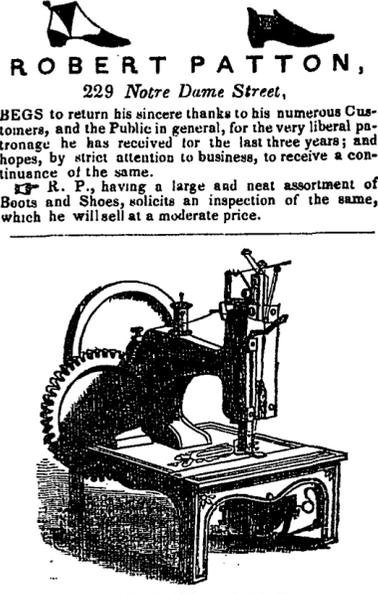 ROBERT PATTON,
229 Notre Dame Street,
BEGS to return his sincere thanks to his numerous Cus-
tomers, and the Public in general, for the very liberal pa-
tronage he has received for the last three years; and
hopes, by strict attention to business, to receive a con-
tinuance of the same.
☞ R. P., having a large and neat assortment of
Boots and Shoes, solicits an inspection of the same,
which he will sell at a moderate price.